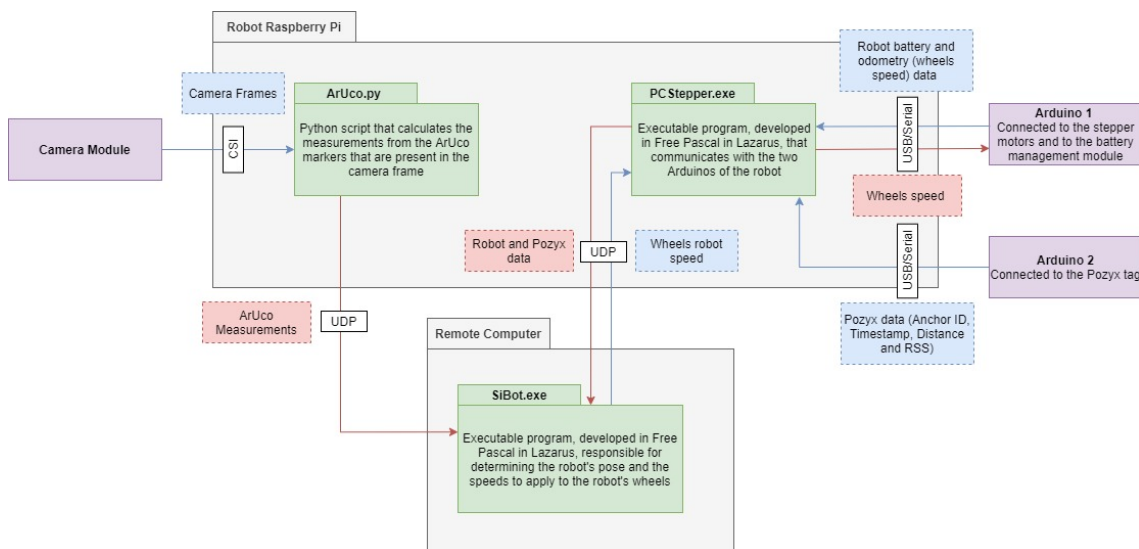 Robot Raspberry Pi
Robot battery and
odometry (wheels
speed) data
Camera Frames
ArUco.py
PCStepper.exe
Camera Module
CSI
Python script that calculates the
measurements from the ArUco
markers that are present in the
camera frame
Executable program, developed
in Free Pascal in Lazarus, that
communicates with the two
Arduinos of the robot
USB/Serial
Arduino 1
Connected to the stepper
motors and to the battery
management module
Wheels speed
Robot and Pozyx
data
UDP
Wheels robot
speed
USB/Serial
Arduino 2
Connected to the Pozyx tag
ArUco
Measurements
UDP
Pozyx data (Anchor ID,
Timestamp, Distance
and RSS)
Remote Computer
SiBot.exe
Executable program, developed in Free
Pascal in Lazarus, responsible for
determining the robot's pose and the
speeds to apply to the robot's wheels